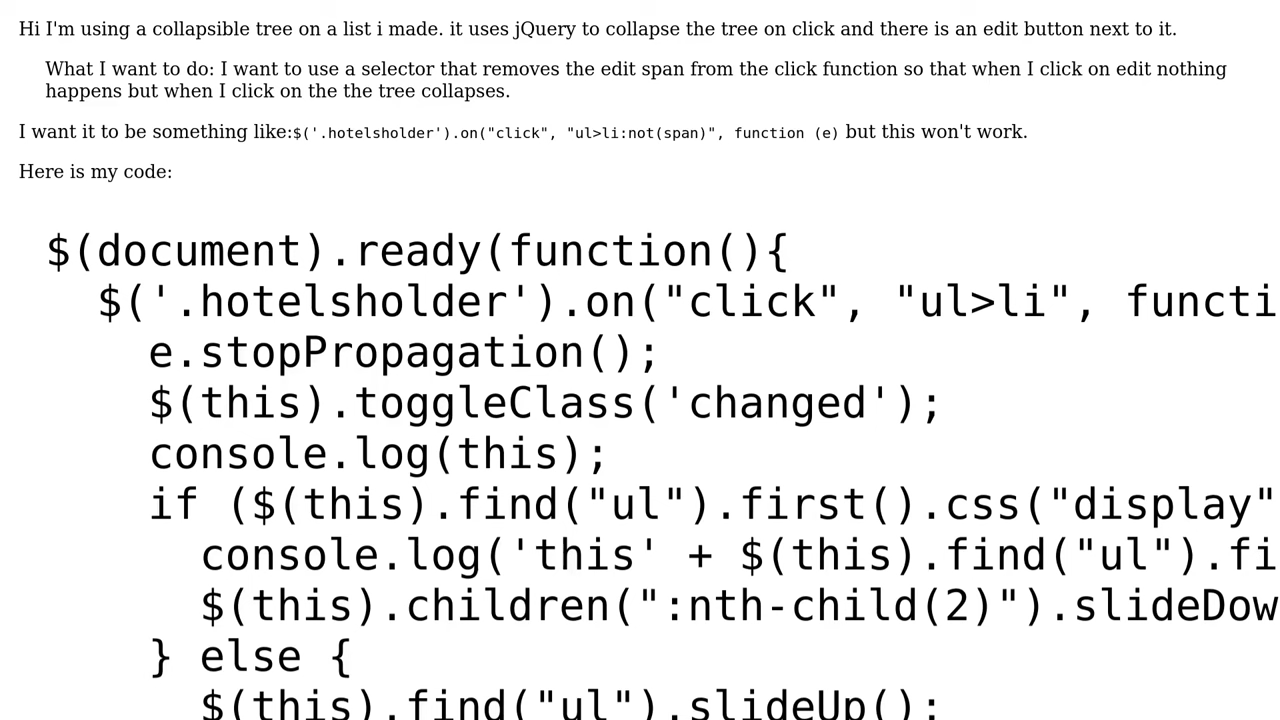 Hi I'm using a collapsible tree on a list i made. it uses jQuery to collapse the tree on click and there is an edit button next to it.
What I want to do: I want to use a selector that removes the edit span from the click function so that when I click on edit nothing
happens but when I click on the the tree collapses.
I want it to be something like:$('.hotelsholder').on("click", "ul>li:not(span)", function (e) but this won't work.
Here is my code:
$(document).ready(function(){
$('.hotelsholder').on("click", "ul>li", functi
e.stopPropagation();
$(this).toggleClass('changed');
console.log(this);
if ($(this).find("ul").first().css("display"
console.log('this' + $(this).find("ul").fi
$(this).children(":nth-child(2)").slideDow
} else {
$(this).find("ul").slideUp();